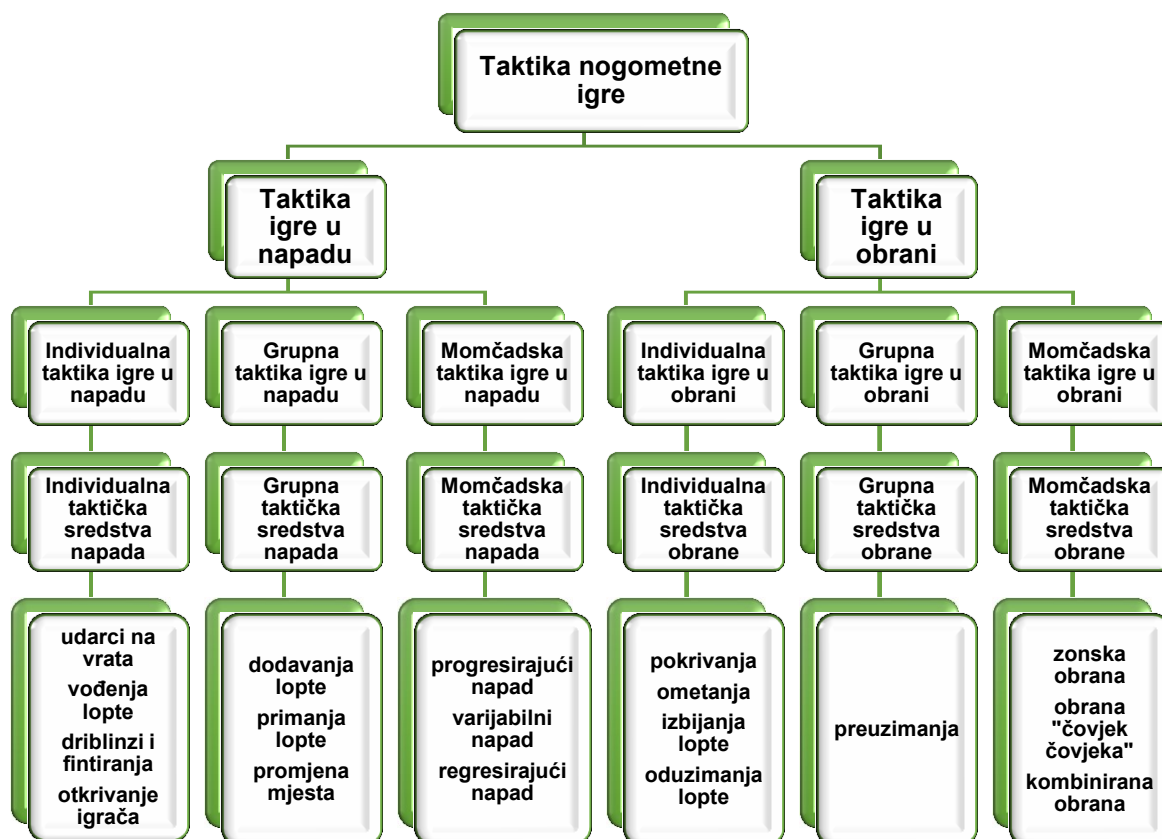 Taktika nogometne
igre
Taktika
igre u
napadu
Taktika
igre u
obrani
Individualna
taktika igre u
napadu
Grupna
taktika igre u
napadu
Momčadska
taktika igre u
napadu
Individualna
taktika igre u
obrani
Grupna
taktika igre u
obrani
Momčadska
taktika igre u
obrani
Individualna
taktička
sredstva
napada
Grupna
taktička
sredstva
napada
Momčadska
taktička
sredstva
napada
Individualna
taktička
sredstva
obrane
Grupna
taktička
sredstva
obrane
Momčadska
taktička
sredstva
obrane
udarci na
vrata
vođenja
lopte
driblinzi i
fintiranja
otkrivanje
igrača
dodavanja
lopte
primanja
lopte
promjena
mjesta
progresirajući
napad
varijabilni
napad
regresirajući
napad
pokrivanja
ometanja
izbijanja
lopte
oduzimanja
lopte
preuzimanja
zonska
obrana
obrana
"čovjek
čovjeka"
kombinirana
obrana